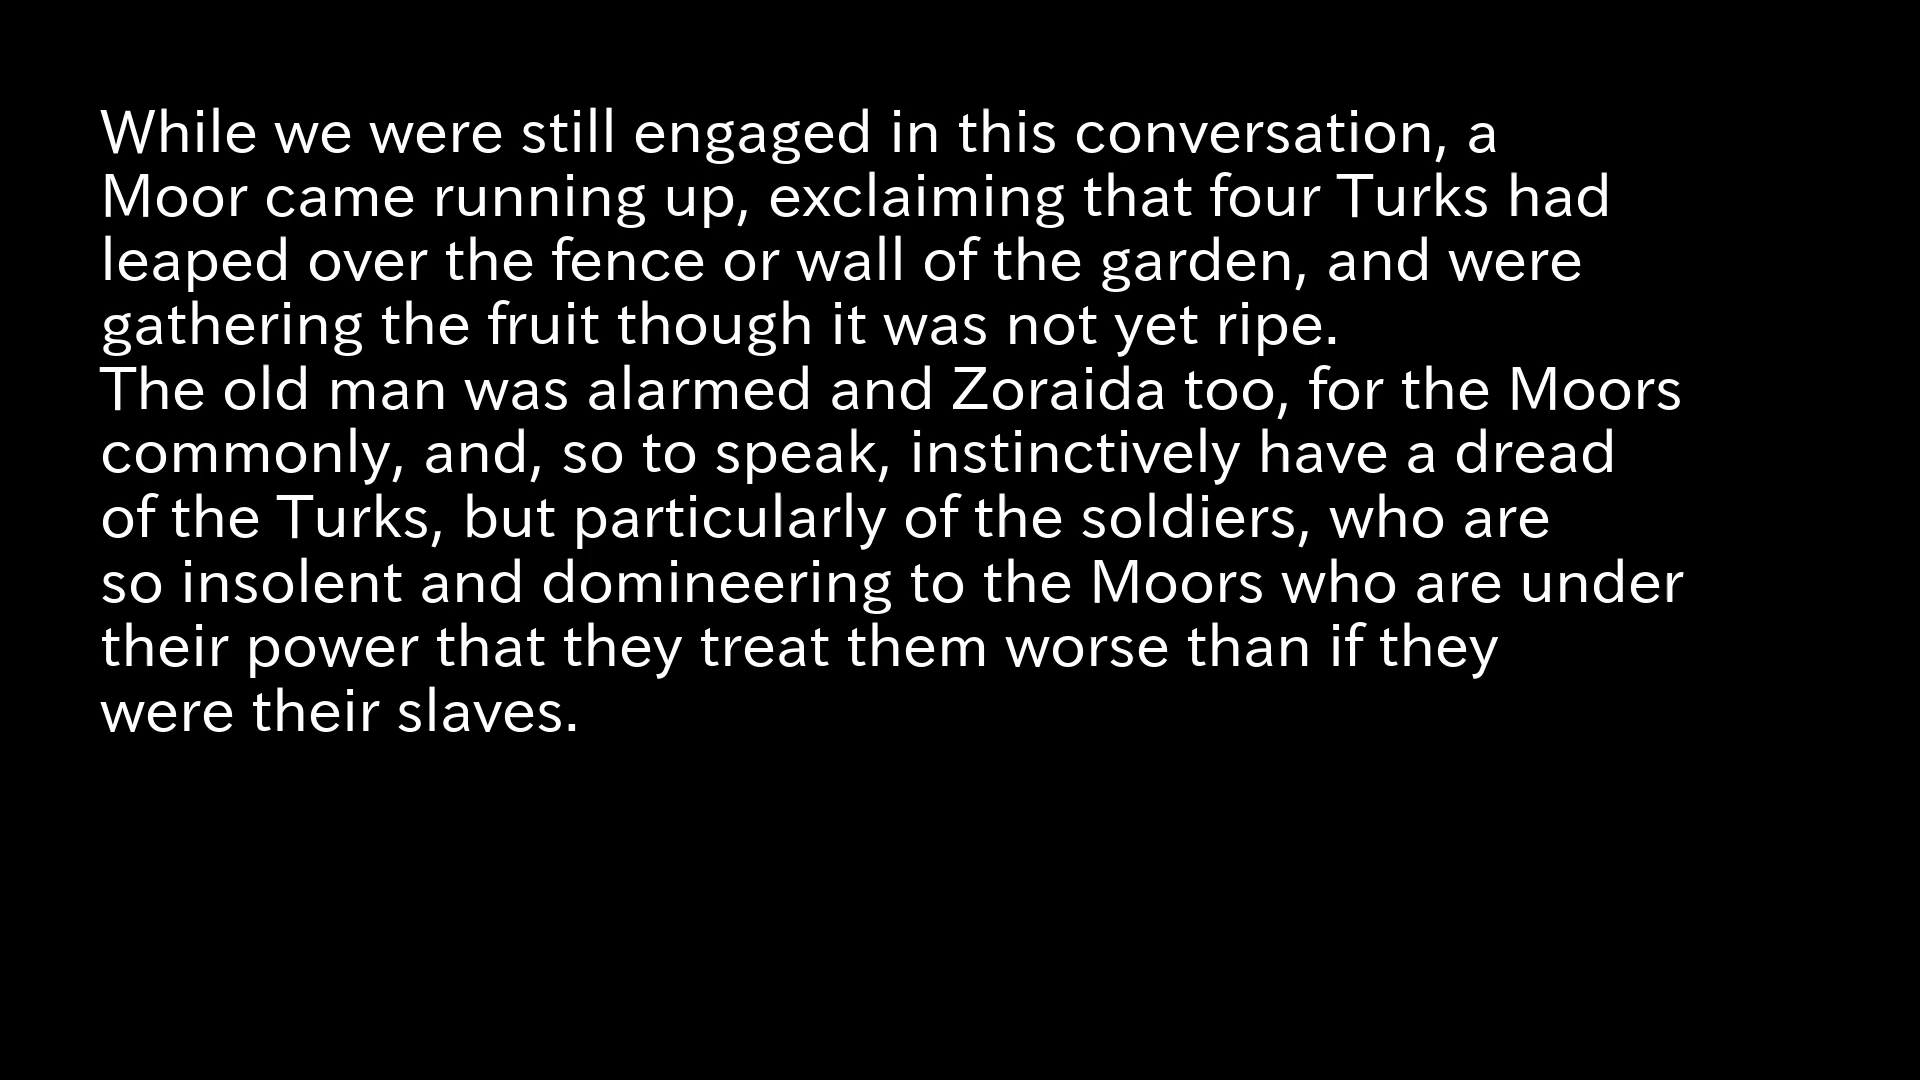 While we were still engaged in this conversation, a
Moor came running up, exclaiming that four Turks had
leaped over the fence or wall of the garden, and were
gathering the fruit though it was not yet ripe.
The old man was alarmed and Zoraida too, for the Moors
commonly, and, so to speak, instinctively have a dread
of the Turks, but particularly of the soldiers, who are
so insolent and domineering to the Moors who are under
their power that they treat them worse than if they
were their slaves.